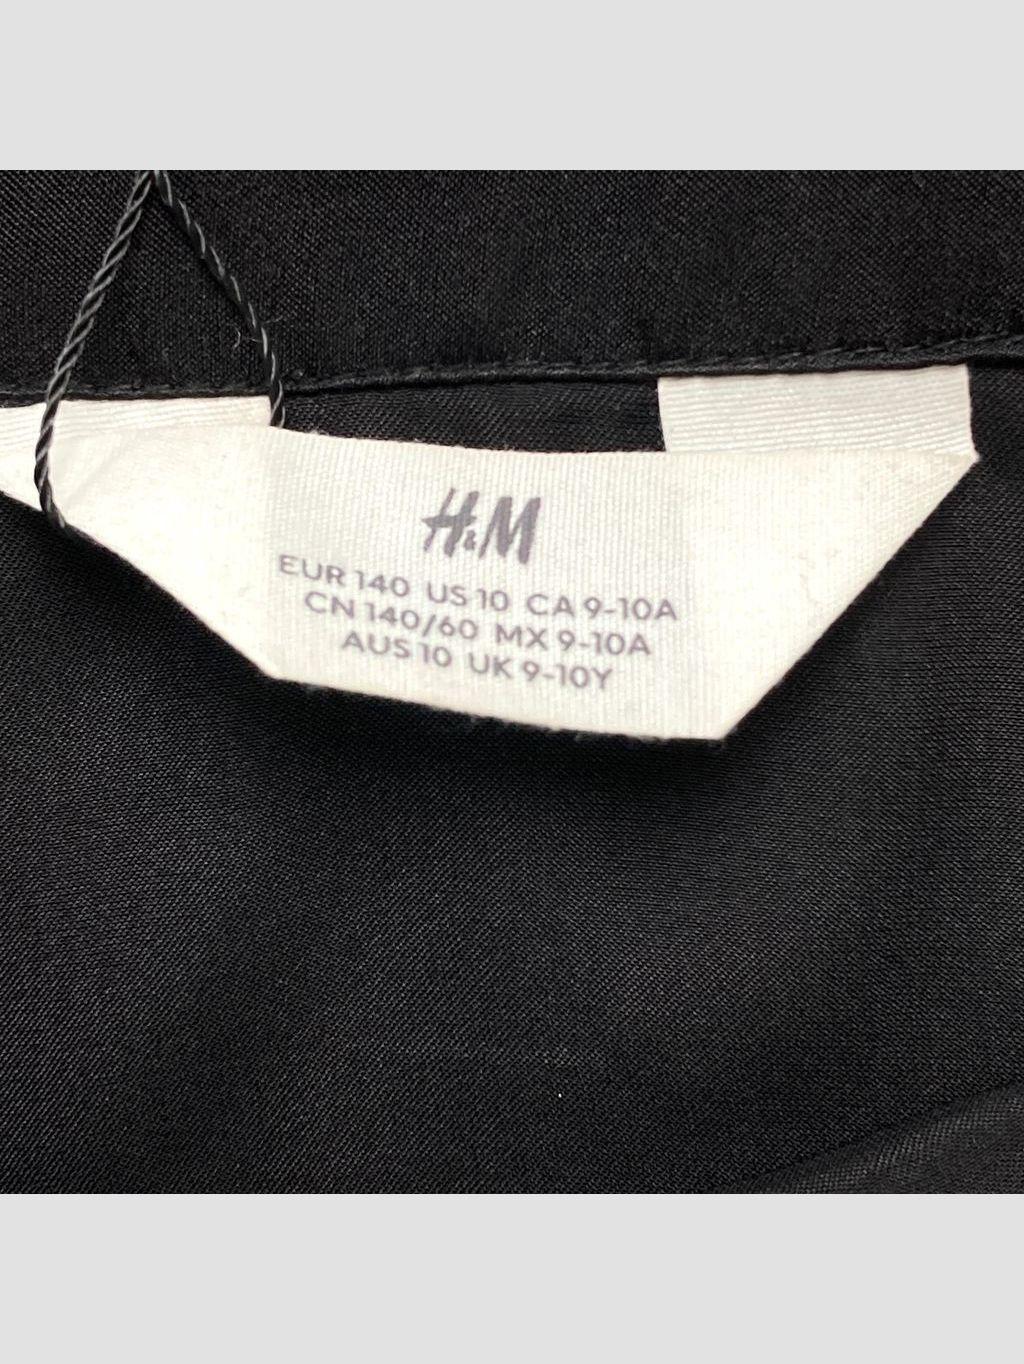 H&M
EUR 140 US 10 CA 9-10A
CN 140/60 MX 9-10A
AUS 10 UK 9-10Y